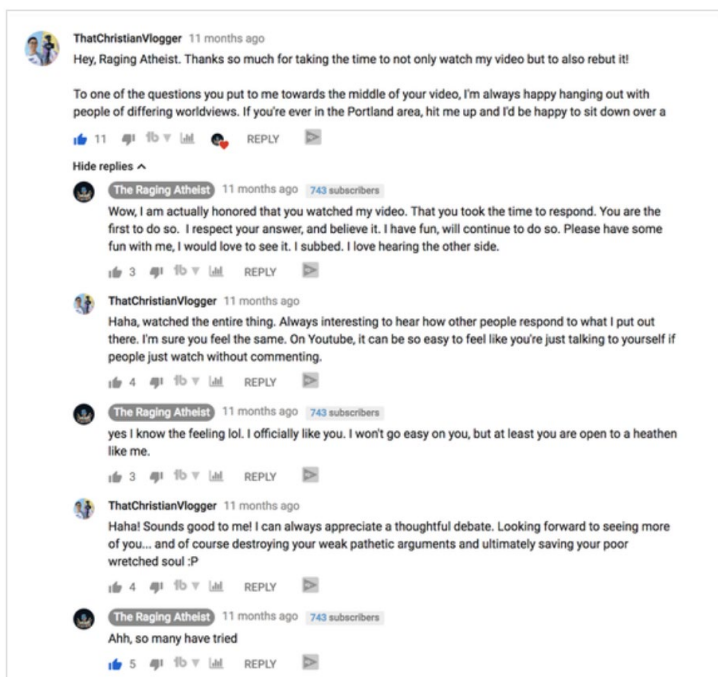 ThatChristianVlogger 11 months ago
Hey, Raging Atheist. Thanks so much for taking the time to not only watch my video but to also rebut it!
To one of the questions you put to me towards the middle of your video, I'm always happy hanging out with
people of differing worldviews. If you're ever in the Portland area, hit me up and I'd be happy to sit down over a
11 tb REPLY
Hide replies
The Raging Atheist 11 months ago 743 subscribers
Wow, I am actually honored that you watched my video. That you took the time to respond. You are the
first to do so. I respect your answer, and believe it. I have fun, will continue to do so. Please have some
fun with me, I would love to see it. I subbed. I love hearing the other side.
3 tb REPLY
ThatChristianVlogger 11 months ago
Haha, watched the entire thing. Always interesting to hear how other people respond to what I put out
there. I'm sure you feel the same. On Youtube, it can be so easy to feel like you're just talking to yourself if
people just watch without commenting.
4 tb REPLY
The Raging Atheist 11 months ago 743 subscribers
yes I know the feeling lol. I officially like you. I won't go easy on you, but at least you are open to a heathen
like me.
3 tb REPLY
ThatChristianVlogger 11 months ago
Haha! Sounds good to me! I can always appreciate a thoughtful debate. Looking forward to seeing more
of you... and of course destroying your weak pathetic arguments and ultimately saving your poor
wretched soul :P
4 tb REPLY
The Raging Atheist 11 months ago 743 subscribers
Ahh, so many have tried
5 tb REPLY